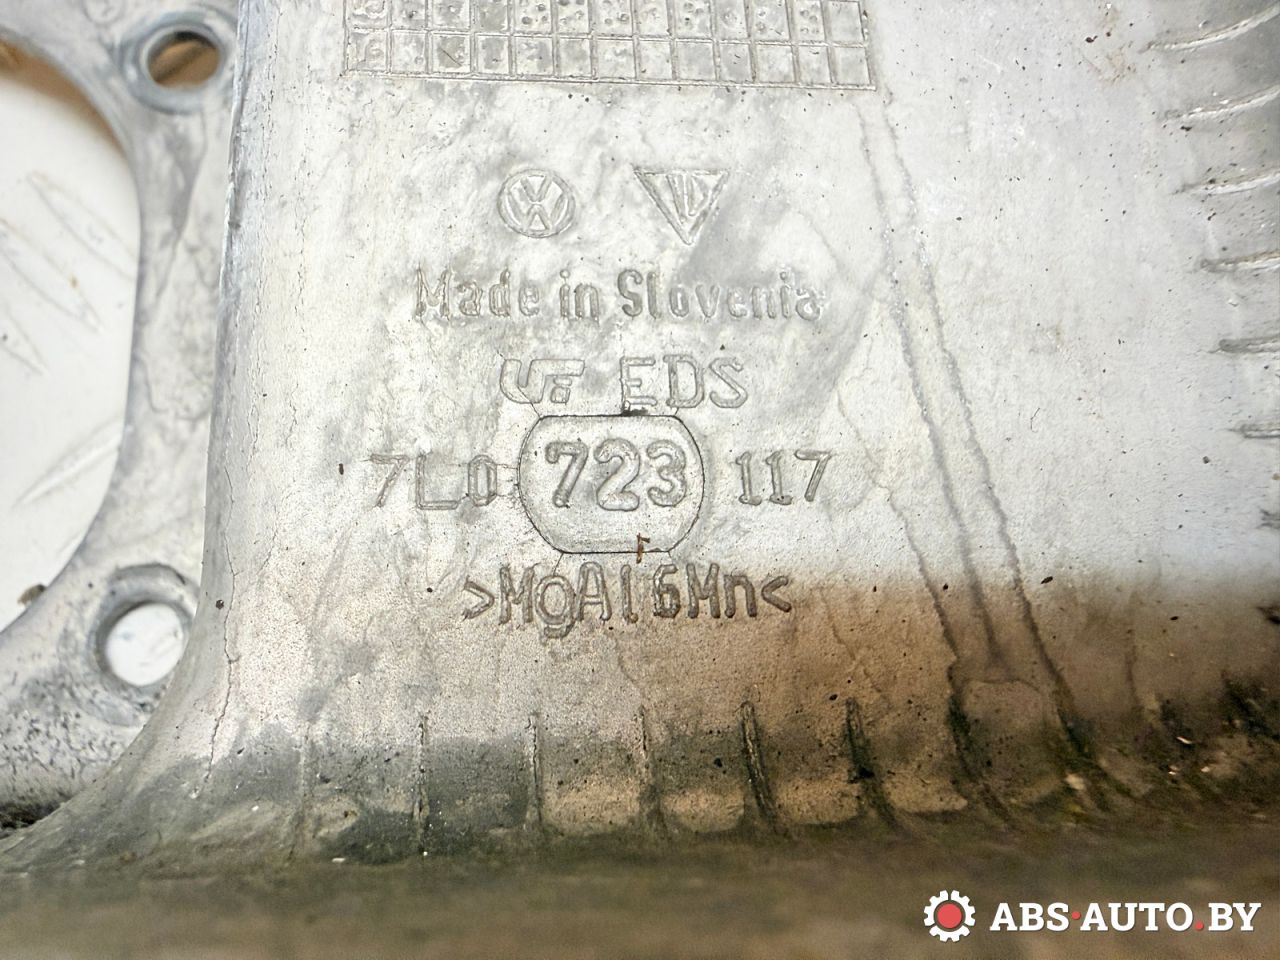 Made in Slovenia
EDS
7L0 723 117
>MgAl6Mn<
ABS·AUTO.BY